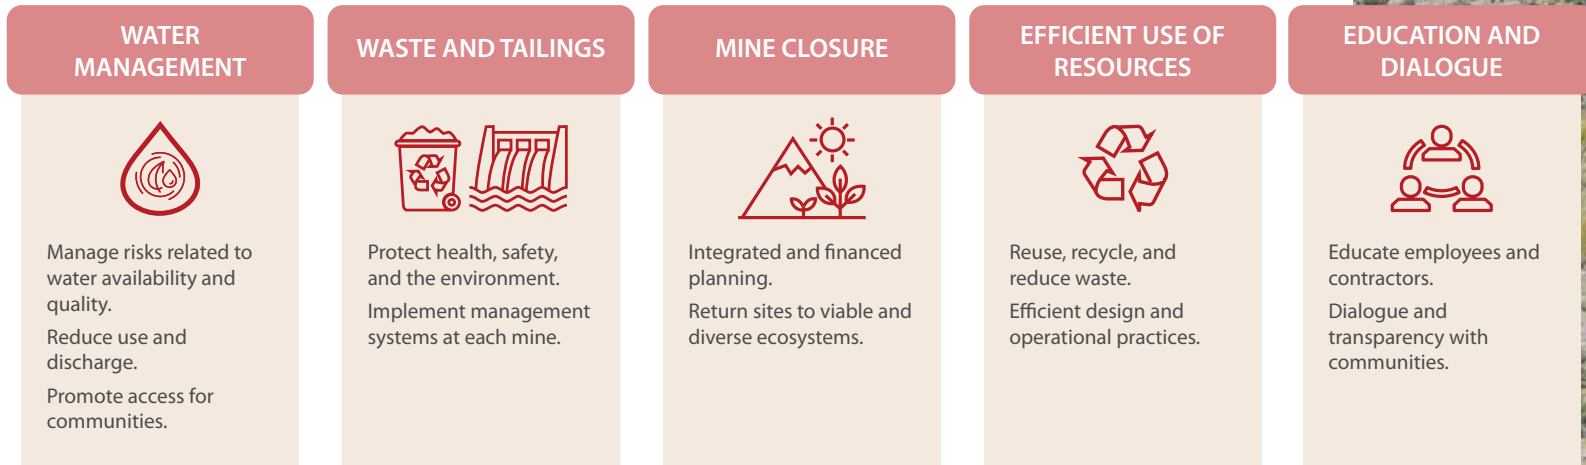 WATER
MANAGEMENT
Manage risks related to
water availability and
quality.
Reduce use and
discharge.
Promote access for
communities.
WASTE AND TAILINGS
Protect health, safety,
and the environment.
Implement management
systems at each mine.
MINE CLOSURE
Integrated and financed
planning.
Return sites to viable and
diverse ecosystems.
EFFICIENT USE OF
RESOURCES
Reuse, recycle, and
reduce waste.
Efficient design and
operational practices.
EDUCATION AND
DIALOGUE
Educate employees and
contractors.
Dialogue and
transparency with
communities.